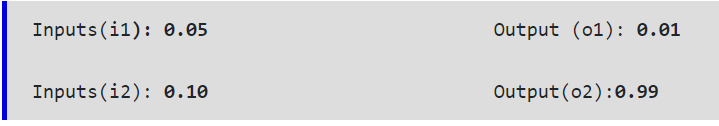 Inputs(i1): 0.05 Output (o1): 0.01
Inputs(i2): 0.10 Output(o2):0.99